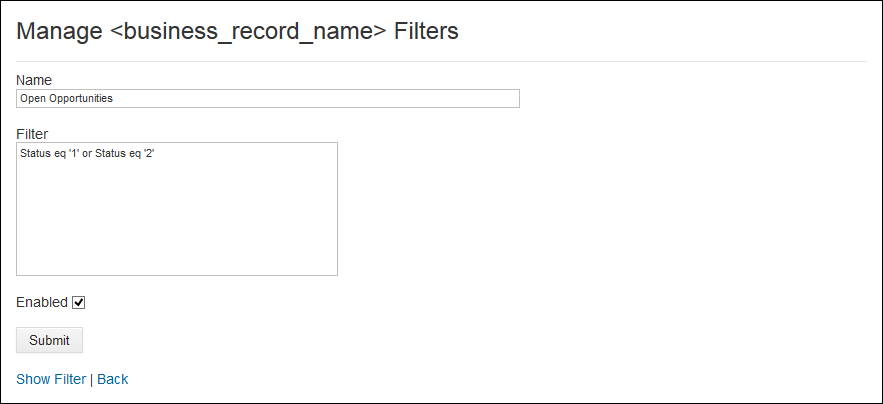 Manage <business_record_name> Filters
Name
Open Opportunities
Filter
Status eq '1' or Status eq '2'
Enabled
Submit
Show Filter | Back